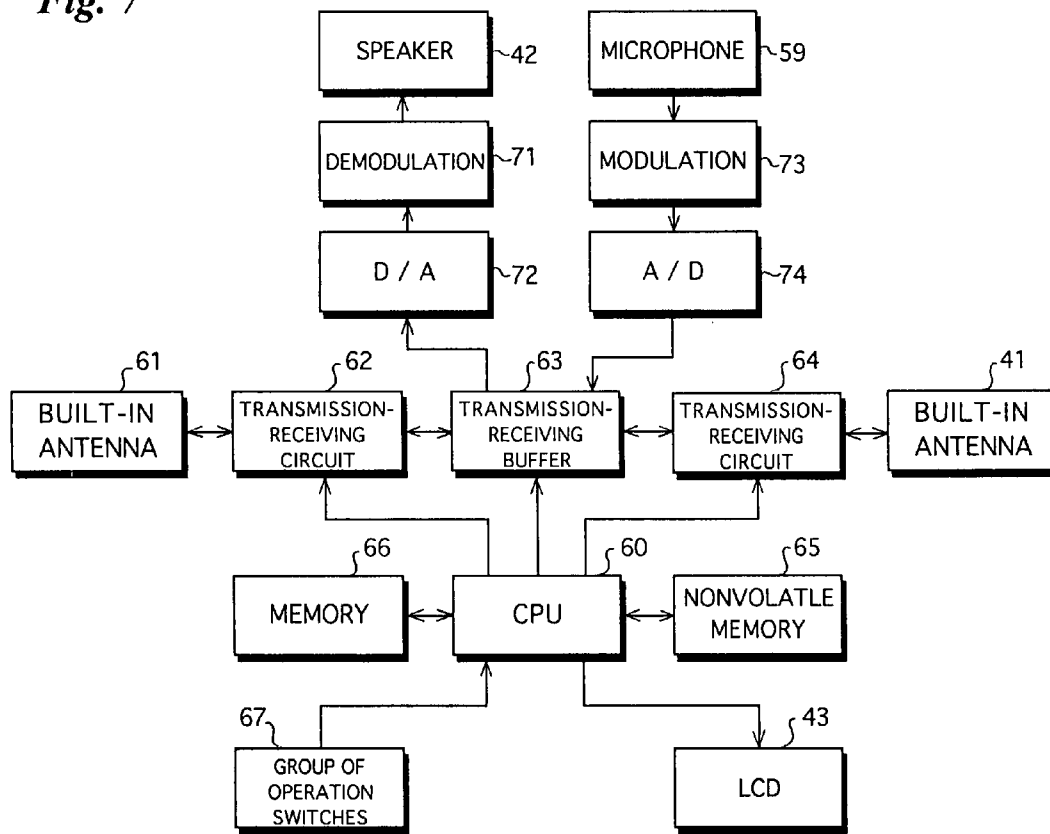 Fig. 7
SPEAKER
42
MICROPHONE
59
DEMODULATION
71
MODULATION
73
D / A
72
A / D
74
61
62
63
64
41
BUILT-IN
ANTENNA
TRANSMISSION-
RECEIVING
CIRCUIT
TRANSMISSION-
RECEIVING
BUFFER
TRANSMISSION-
RECEIVING
CIRCUIT
BUILT-IN
ANTENNA
66
60
65
MEMORY
CPU
NONVOLATLE
MEMORY
67
43
GROUP OF
OPERATION
SWITCHES
LCD